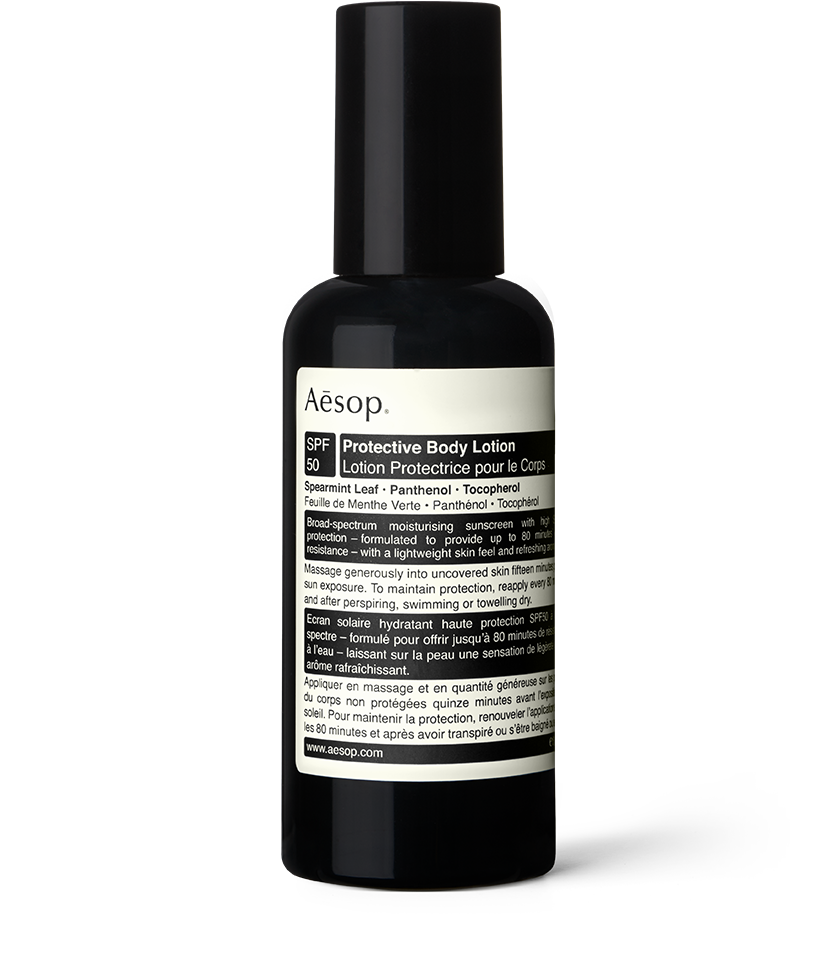 Aēsop®
SPF 50
Protective Body Lotion
Lotion Protectrice pour le Corps
Spearmint Leaf · Panthenol · Tocopherol
Feuille de Menthe Verte · Panthénol · Tocophérol
Broad-spectrum moisturising sunscreen with high
protection – formulated to provide up to 80 minutes
resistance – with a lightweight skin feel and refreshing
Massage generously into uncovered skin fifteen minutes
sun exposure. To maintain protection, reapply every 80
and after perspiring, swimming or towelling dry.
Ecran solaire hydratant haute protection SPF50
spectre – formulé pour offrir jusqu'à 80 minutes de
à l'eau – laissant sur la peau une sensation de
arôme rafraîchissant.
Appliquer en massage et en quantité généreuse sur
du corps non protégées quinze minutes avant
soleil. Pour maintenir la protection, renouveler
les 80 minutes et après avoir transpiré ou s'être baigné
www.aesop.com